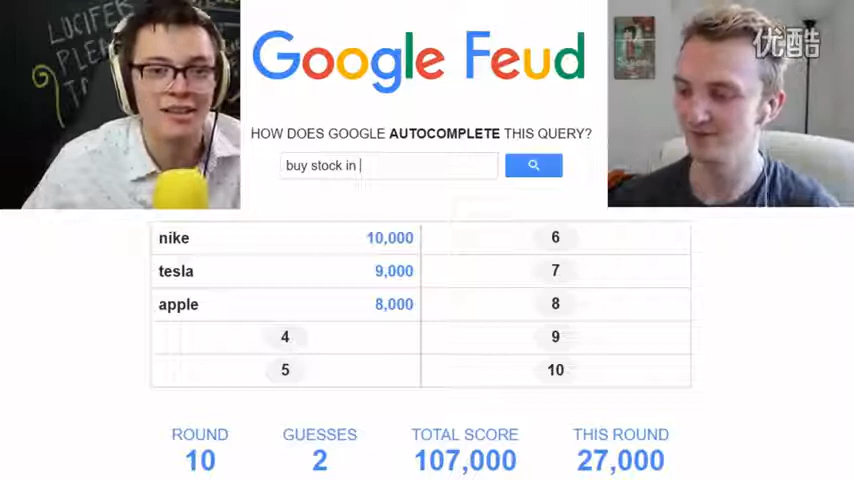 LUCIFER
Google Feud
优酷
HOW DOES GOOGLE AUTOCOMPLETE THIS QUERY?
buy stock in
nike 10,000 6
tesla 9,000 7
apple 8,000 8
4 9
5 10
ROUND GUESSES TOTAL SCORE THIS ROUND
10 2 107,000 27,000